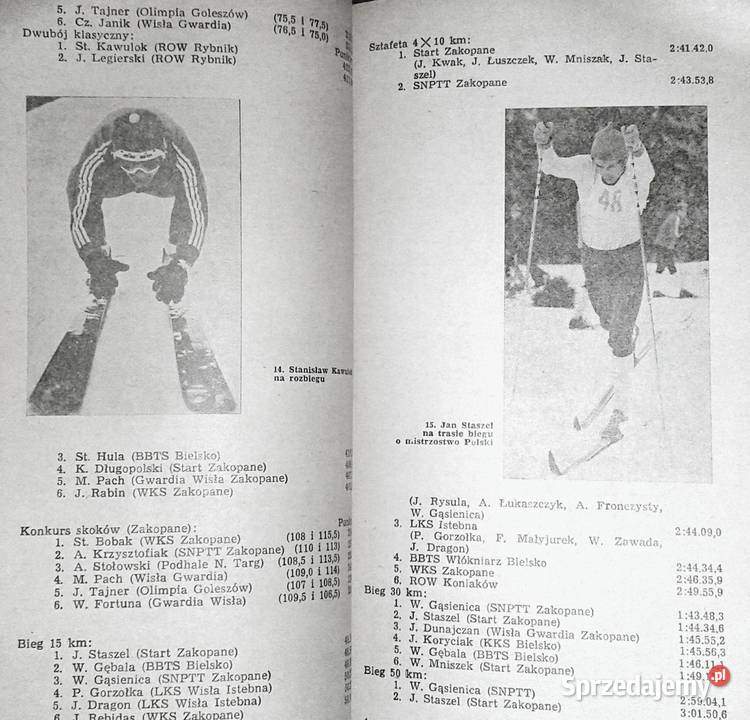 5. J. Tajner (Olimpia Goleszów) (75,5 i 77,5)
6. Cz. Janik (Wisła Gwardia) (76,5 i 75,0)
Dwubój klasyczny:
1. St. Kawulok (ROW Rybnik)
2. J. Legierski (ROW Rybnik)
14. Stanisław
na rozbiegu
3. St. Hula (BBTS Bielsko)
4. K. Długopolski (Start Zakopane)
5. M. Pach (Gwardia Wisła Zakopane)
6. J. Rabin (WKS Zakopane)
Konkurs skoków (Zakopane):
1. St. Bobak (WKS Zakopane) (108 i 115,5)
2. A. Krzysztofiak (SNPTT Zakopane) (110 i 113)
3. A. Stołowski (Podhale N. Targ) (108,5 i 113,5)
4. M. Pach (Wisła Gwardia) (109,0 i 114)
5. J. Tajner (Olimpia Goleszów) (107 i 108,5)
6. W. Fortuna (Gwardia Wisła) (109,5 i 106,5)
Bieg 15 km:
1. J. Staszel (Start Zakopane)
2. W. Gębala (BBTS Bielsko)
3. W. Gąsienica (SNPTT Zakopane)
4. P. Gorzołka (LKS Wisła Istebna)
5. J. Dragon (LKS Wisła Istebna)
6. J. Rebidas (WKS Zakopane)
Sztafeta 4X10 km:
1. Start Zakopane 2:41.42,0
(J. Kwak, J. Łuszczek, W. Mniszak, J. Sta-
szel)
2. SNPTT Zakopane 2:43.53,8
48
15. Jan Staszel
na trasie biegu
o mistrzostwo Polski
(J. Rysula, A. Łukaszczyk, A. Fronczysty,
W. Gąsienica)
3. LKS Istebna 2:44.09,0
(P. Gorzołka, F. Małyjurek, W. Zawada,
J. Dragon)
4. BBTS Włókniarz Bielsko 2:44.34,4
5. WKS Zakopane 2:46.35,9
6. ROW Koniaków 2:49.55,9
Bieg 30 km:
1. W. Gąsienica (SNPTT Zakopane) 1:43.48,3
2. J. Staszel (Start Zakopane) 1:44.34,6
3. J. Dunajczan (Wisła Gwardia Zakopane) 1:45.55,2
4. J. Koryciak (KKS Bielsko) 1:45.56,3
5. W. Gębala (BBTS Bielsko) 1:46.11,1
6. W. Mniszek (Start Zakopane)
Bieg 50 km:
1. W. Gąsienica (SNPTT) 2:59.04,1
2. J. Staszel (Start Zakopane) 3:01.50,6
Sprzedajemy.pl